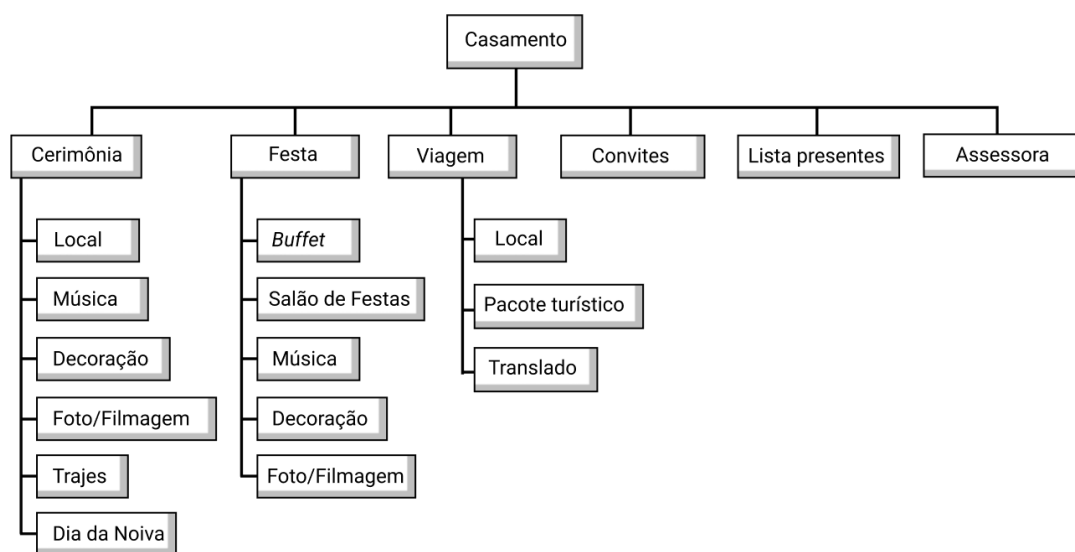 Casamento
Cerimônia
Festa
Viagem
Convites
Lista presentes
Assessora
Local
Música
Decoração
Foto/Filmagem
Trajes
Dia da Noiva
Buffet
Salão de Festas
Música
Decoração
Foto/Filmagem
Local
Pacote turístico
Translado